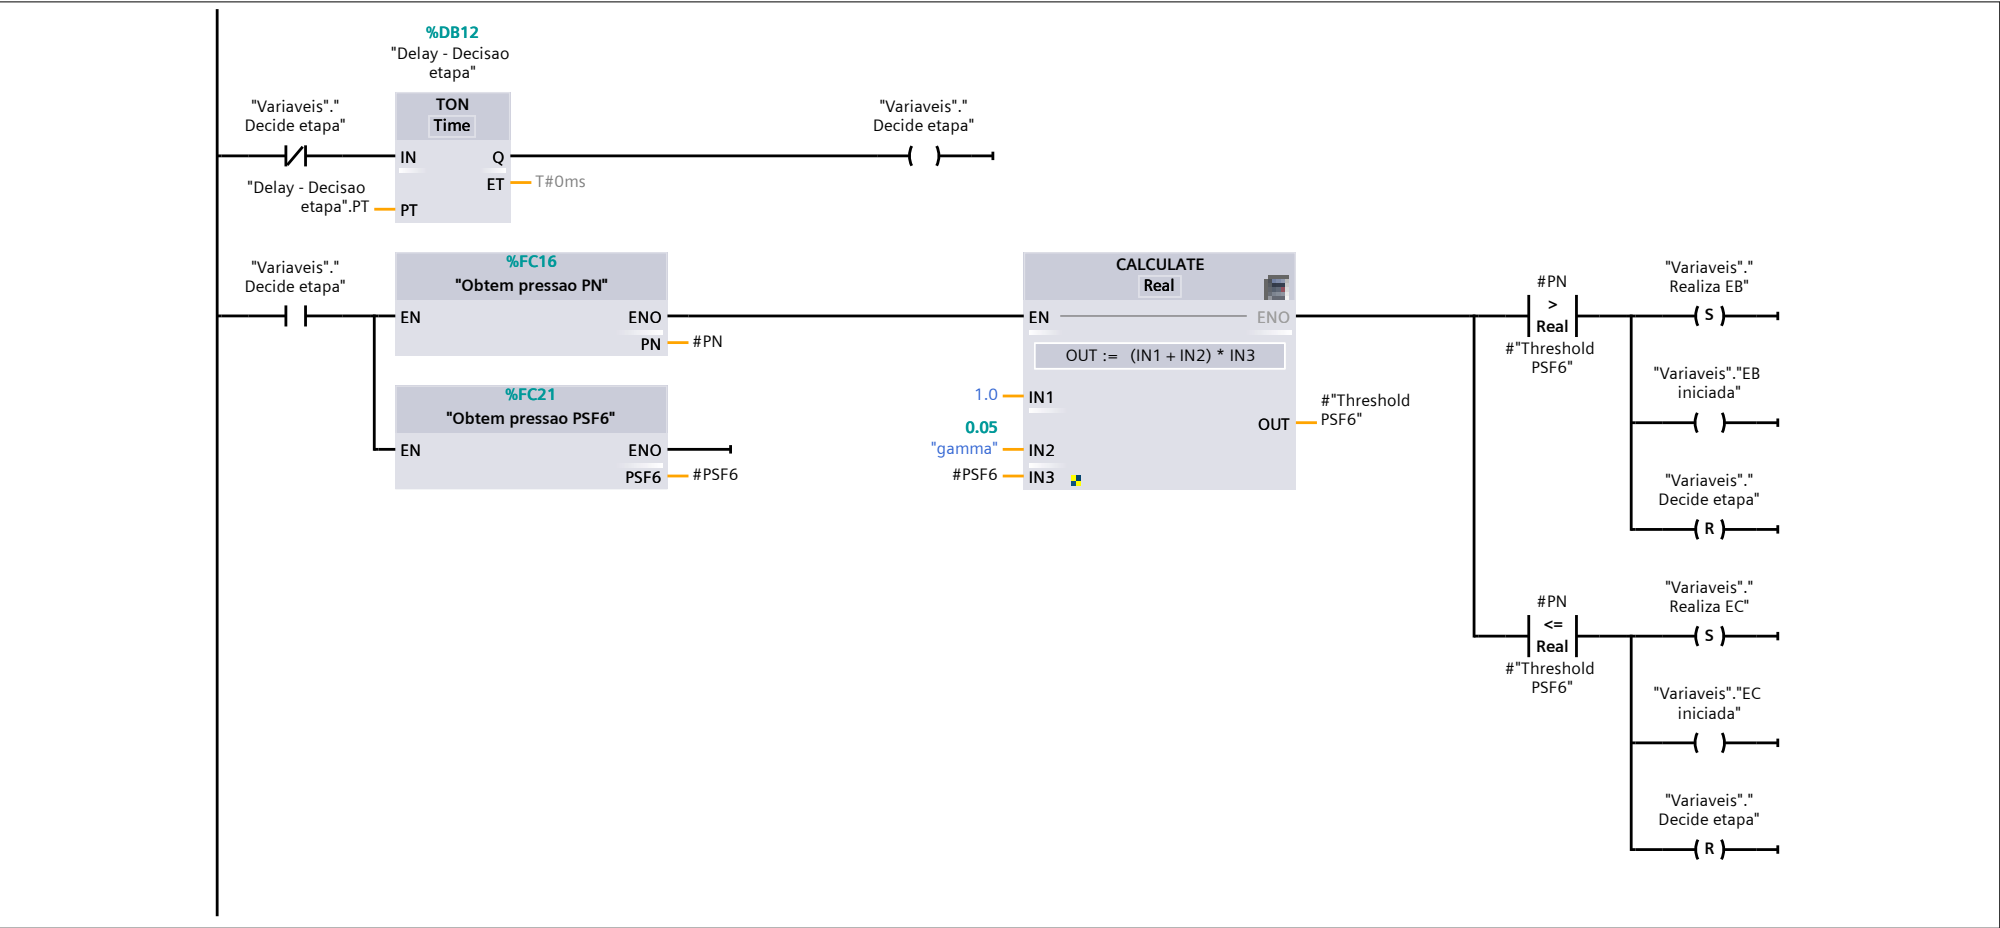 %DB12
"Delay - Decisao
etapa"
"Variaveis"."
Decide etapa"
TON
Time
IN
Q
ET
T#0ms
"Delay - Decisao
etapa".PT
PT
"Variaveis"."
Decide etapa"
( )
"Variaveis"."
Decide etapa"
%FC16
"Obtem pressao PN"
EN
ENO
PN
#PN
%FC21
"Obtem pressao PSF6"
EN
ENO
PSF6
#PSF6
CALCULATE
Real
EN
ENO
OUT := (IN1 + IN2) * IN3
1.0
IN1
0.05
"gamma"
IN2
#PSF6
IN3
OUT
#"Threshold
PSF6"
#PN
>
Real
#"Threshold
PSF6"
"Variaveis"."
Realiza EB"
( S )
"Variaveis"."EB
iniciada"
( )
"Variaveis"."
Decide etapa"
( R )
#PN
<=
Real
#"Threshold
PSF6"
"Variaveis"."
Realiza EC"
( S )
"Variaveis"."EC
iniciada"
( )
"Variaveis"."
Decide etapa"
( R )